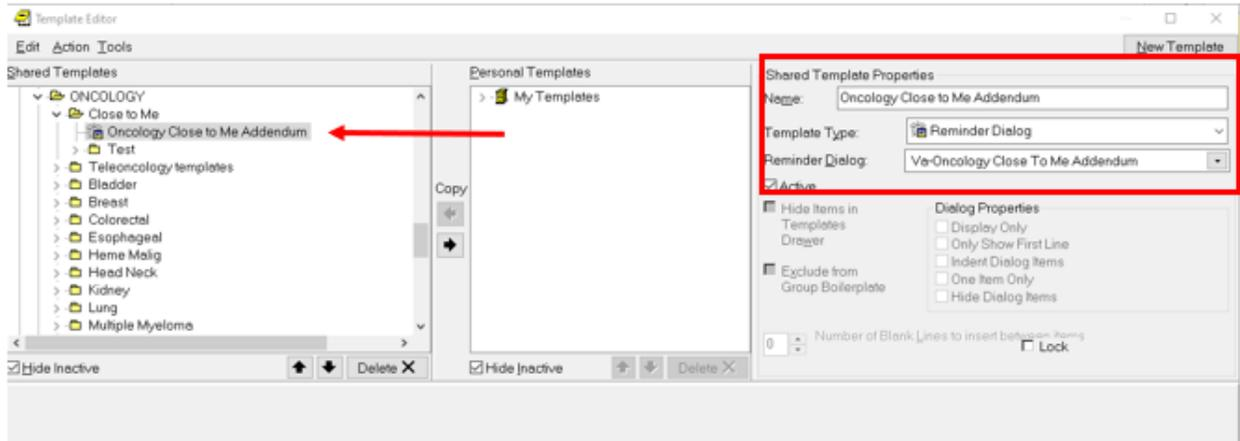 Template Editor
Edit Action Tools
New Template
Shared Templates
ONCOLOGY
Close to Me
Oncology Close to Me Addendum
Test
Teleoncology templates
Bladder
Breast
Colorectal
Esophageal
Heme Malig
Head Neck
Kidney
Lung
Multiple Myeloma
Hide Inactive
Delete
Copy
Personal Templates
My Templates
Hide Inactive
Delete
Shared Template Properties
Name: Oncology Close to Me Addendum
Template Type: Reminder Dialog
Reminder Dialog: Va-Oncology Close To Me Addendum
Active
Hide Items in
Templates
Drawer
Exclude from
Group Boilerplate
Dialog Properties
Display Only
Only Show First Line
Indent Dialog Items
One Item Only
Hide Dialog Items
0 Number of Blank Lines to insert between items
Lock